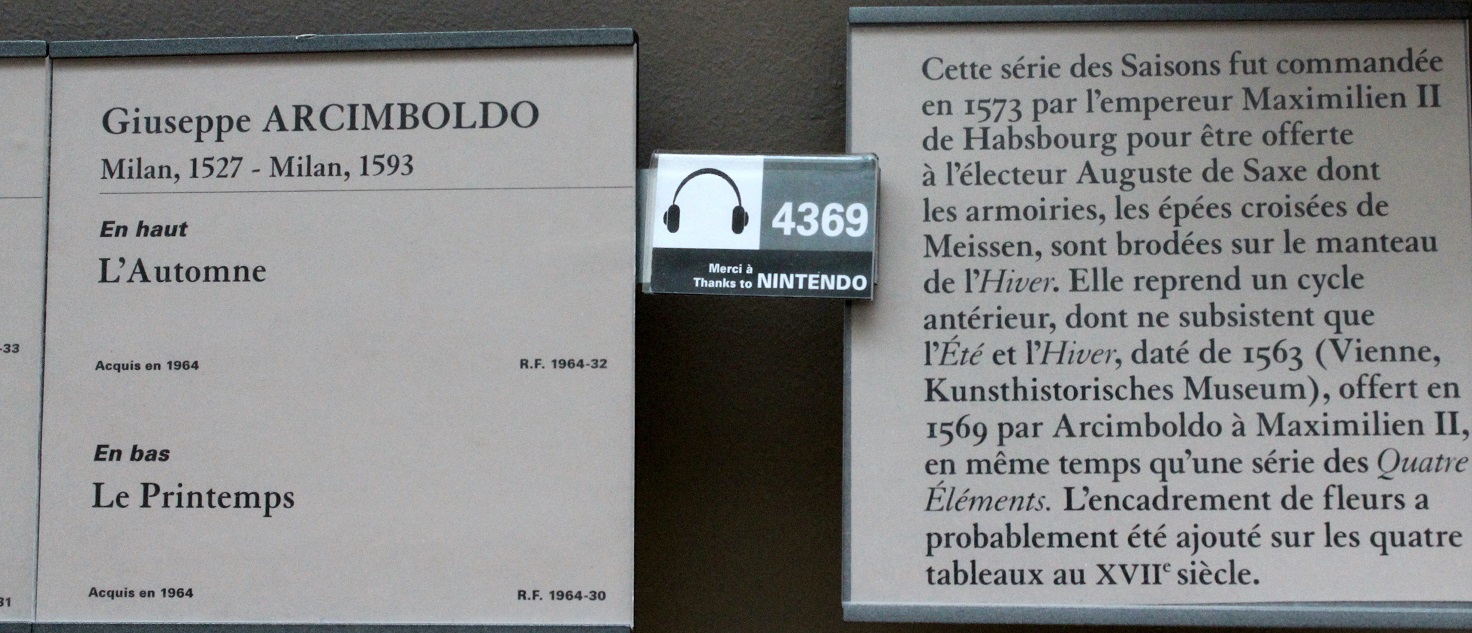 Giuseppe ARCIMBOLDO
Milan, 1527 - Milan, 1593
En haut
L'Automne
-33
Acquis en 1964 R.F. 1964-32
En bas
Le Printemps
31
Acquis en 1964 R.F. 1964-30
4369
Merci à
Thanks to NINTENDO
Cette série des Saisons fut commandée
en 1573 par l'empereur Maximilien II
de Habsbourg pour être offerte
à l'électeur Auguste de Saxe dont
les armoiries, les épées croisées de
Meissen, sont brodées sur le manteau
de l'Hiver. Elle reprend un cycle
antérieur, dont ne subsistent que
l'Été et l'Hiver, daté de 1563 (Vienne,
Kunsthistorisches Museum), offert en
1569 par Arcimboldo à Maximilien II,
en même temps qu'une série des Quatre
Éléments. L'encadrement de fleurs a
probablement été ajouté sur les quatre
tableaux au XVIIe siècle.